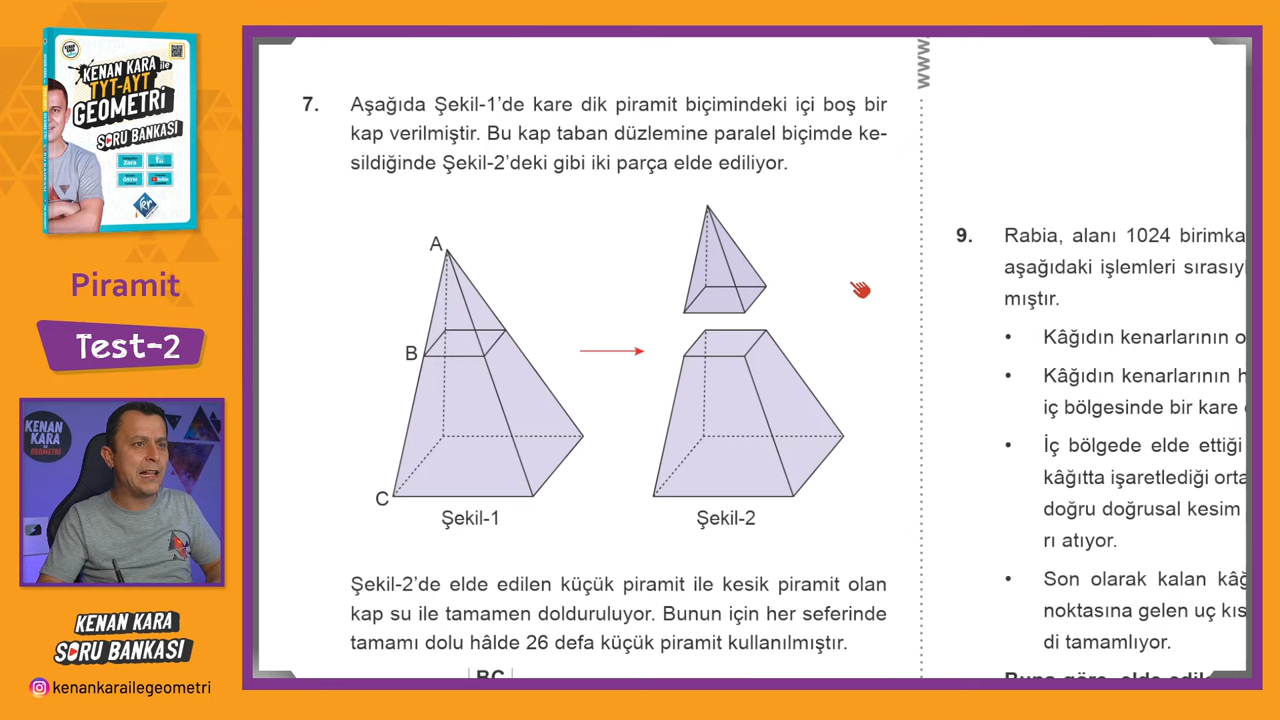 KENAN KARA ile
TYT-AYT
GEOMETRİ
SORU BANKASI
Piramit
Test-2
KENAN
KARA
GEOMETRİ
KENAN KARA
SORU BANKASI
kenankarailegeometri
www
7. Aşağıda Şekil-1'de kare dik piramit biçimindeki içi boş bir
kap verilmiştir. Bu kap taban düzlemine paralel biçimde ke-
sildiğinde Şekil-2'deki gibi iki parça elde ediliyor.
A
B
C
Şekil-1
Şekil-2
Şekil-2'de elde edilen küçük piramit ile kesik piramit olan
kap su ile tamamen dolduruluyor. Bunun için her seferinde
tamamı dolu hâlde 26 defa küçük piramit kullanılmıştır.
BC
9. Rabia, alanı 1024 birimka
aşağıdaki işlemleri sırasıy
mıştır.
• Kâğıdın kenarlarının o
• Kâğıdın kenarlarının h
iç bölgesinde bir kare
• İç bölgede elde ettiği
kâğıtta işaretlediği orta
doğru doğrusal kesim
rı atıyor.
• Son olarak kalan kâğ
noktasına gelen uç kıs
di tamamlıyor.